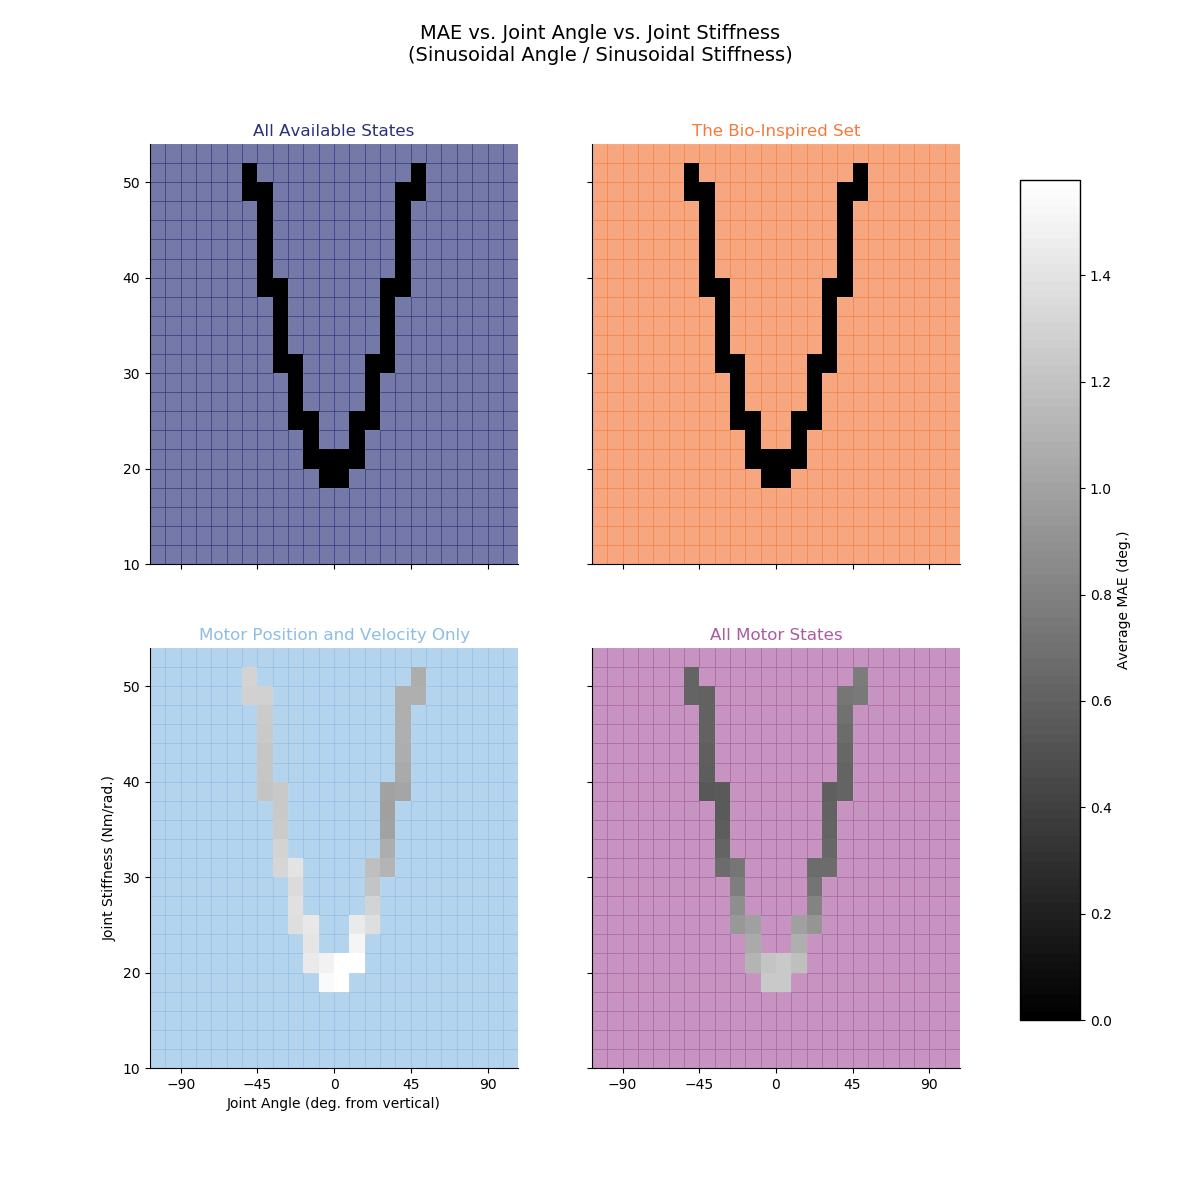 MAE vs. Joint Angle vs. Joint Stiffness
(Sinusoidal Angle / Sinusoidal Stiffness)
All Available States
The Bio-Inspired Set
50
40
30
20
10
1.4
1.2
1.0
0.8
0.6
0.4
0.2
0.0
Average MAE (deg.)
Motor Position and Velocity Only
All Motor States
Joint Stiffness (Nm/rad.)
50
40
30
20
10
−90 −45 0 45 90
Joint Angle (deg. from vertical)
−90 −45 0 45 90